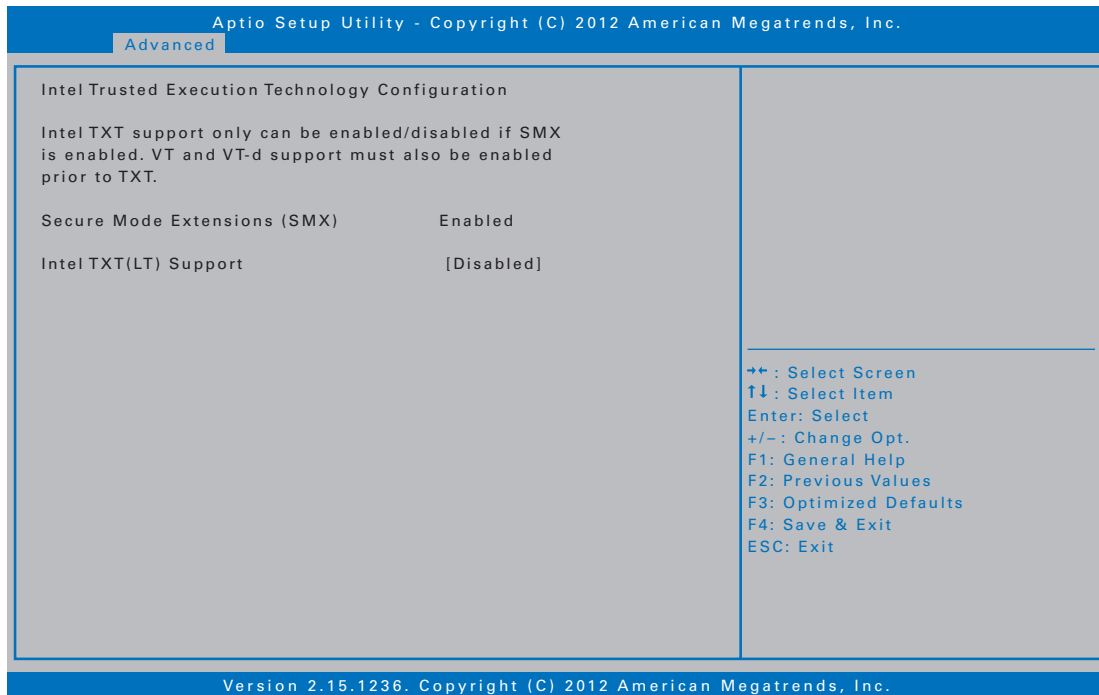 Aptio Setup Utility - Copyright (C) 2012 American Megatrends, Inc.
Advanced
Intel Trusted Execution Technology Configuration
Intel TXT support only can be enabled/disabled if SMX
is enabled. VT and VT-d support must also be enabled
prior to TXT.
Secure Mode Extensions (SMX) Enabled
Intel TXT(LT) Support [Disabled]
→← : Select Screen
↑↓ : Select Item
Enter: Select
+/– : Change Opt.
F1: General Help
F2: Previous Values
F3: Optimized Defaults
F4: Save & Exit
ESC: Exit
Version 2.15.1236. Copyright (C) 2012 American Megatrends, Inc.